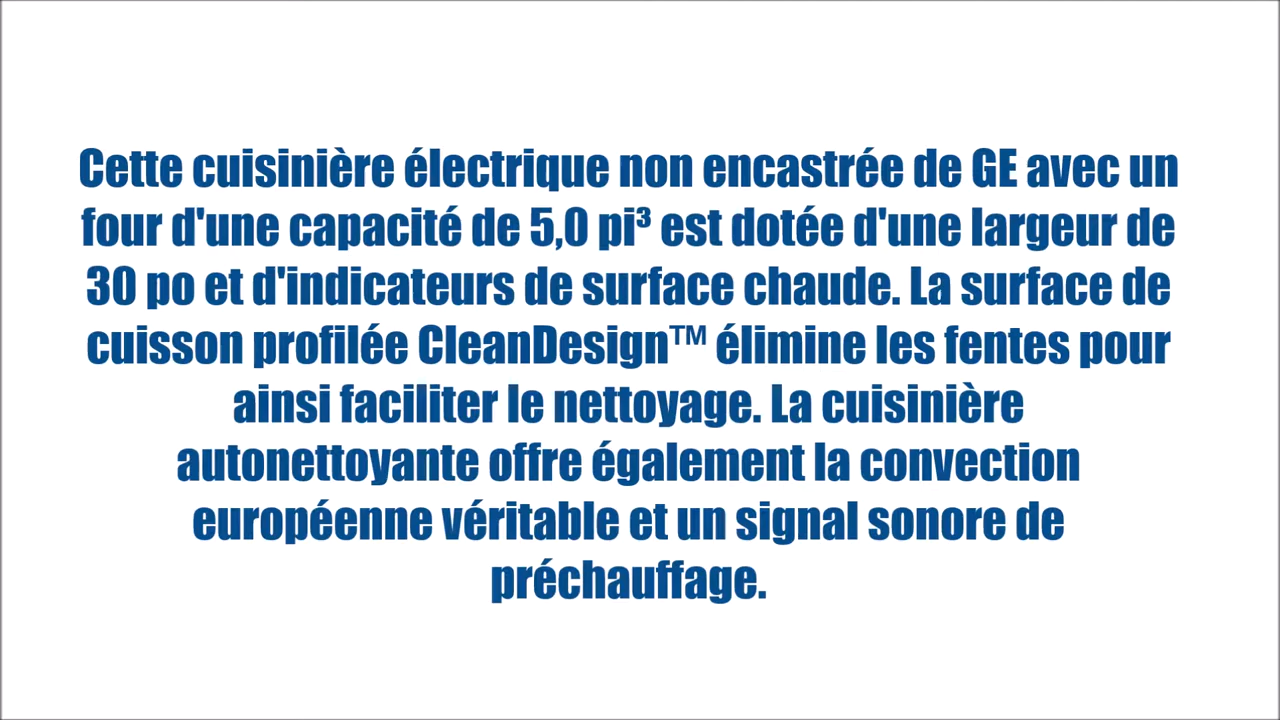 Cette cuisinière électrique non encastrée de GE avec un
four d'une capacité de 5,0 pi³ est dotée d'une largeur de
30 po et d'indicateurs de surface chaude. La surface de
cuisson profilée CleanDesign™ élimine les fentes pour
ainsi faciliter le nettoyage. La cuisinière
autonettoyante offre également la convection
européenne véritable et un signal sonore de
préchauffage.